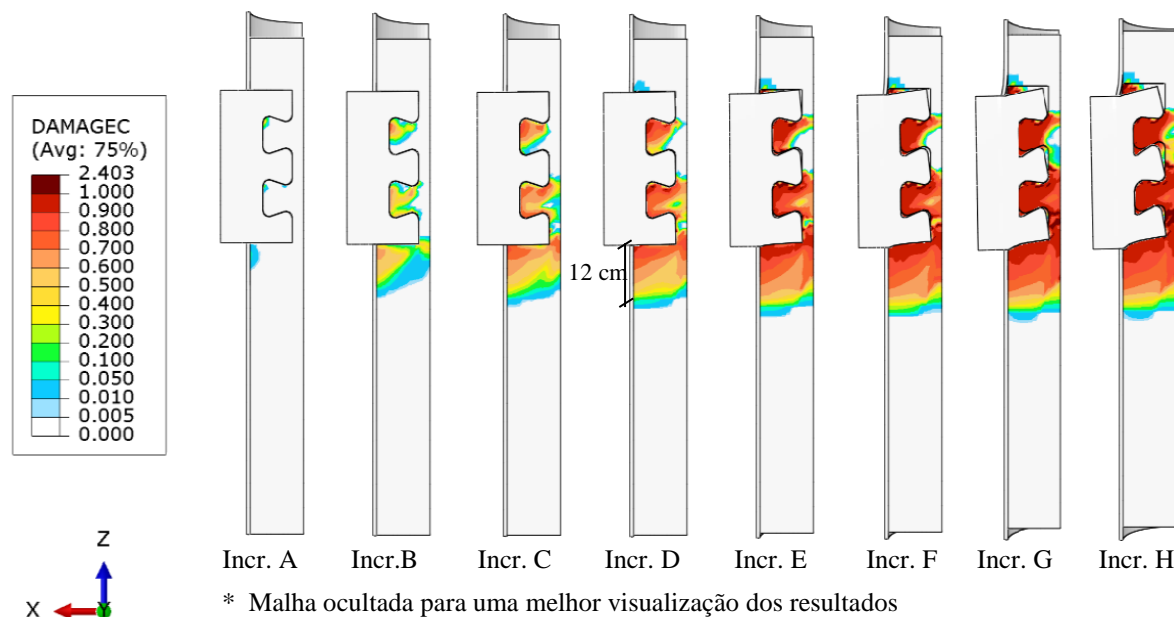 DAMAGEC
(Avg: 75%)
2.403
1.000
0.900
0.800
0.700
0.600
0.500
0.400
0.300
0.200
0.100
0.050
0.010
0.005
0.000
12 cm
Incr. A
Incr.B
Incr. C
Incr. D
Incr. E
Incr. F
Incr. G
Incr. H
Z
X
Y
* Malha ocultada para uma melhor visualização dos resultados